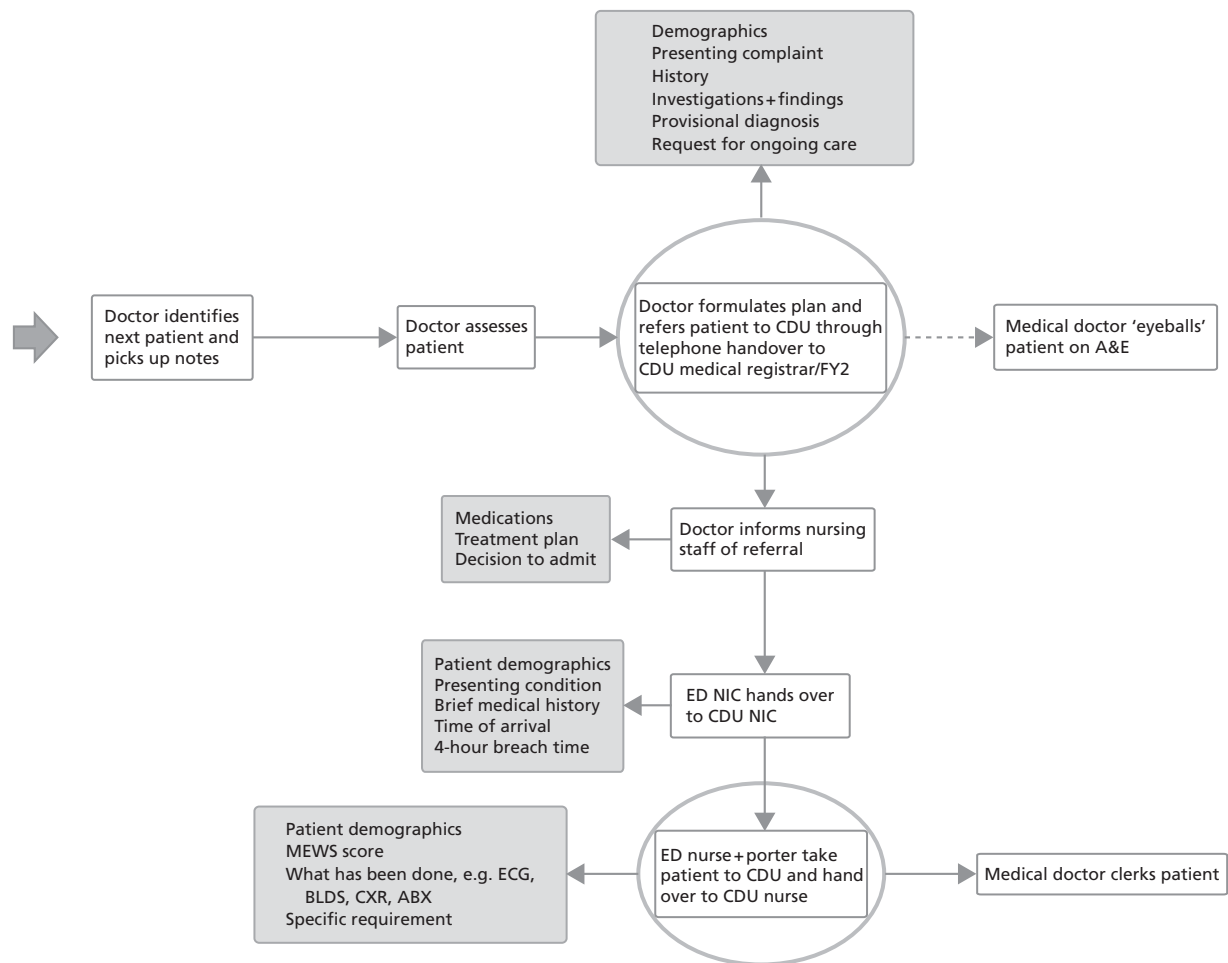 Demographics
Presenting complaint
History
Investigations+findings
Provisional diagnosis
Request for ongoing care
Doctor identifies
next patient and
picks up notes
Doctor assesses
patient
Doctor formulates plan and
refers patient to CDU through
telephone handover to
CDU medical registrar/FY2
Medical doctor ‘eyeballs’
patient on A&E
Medications
Treatment plan
Decision to admit
Doctor informs nursing
staff of referral
Patient demographics
Presenting condition
Brief medical history
Time of arrival
4-hour breach time
ED NIC hands over
to CDU NIC
Patient demographics
MEWS score
What has been done, e.g. ECG,
BLDS, CXR, ABX
Specific requirement
ED nurse+porter take
patient to CDU and hand
over to CDU nurse
Medical doctor clerks patient